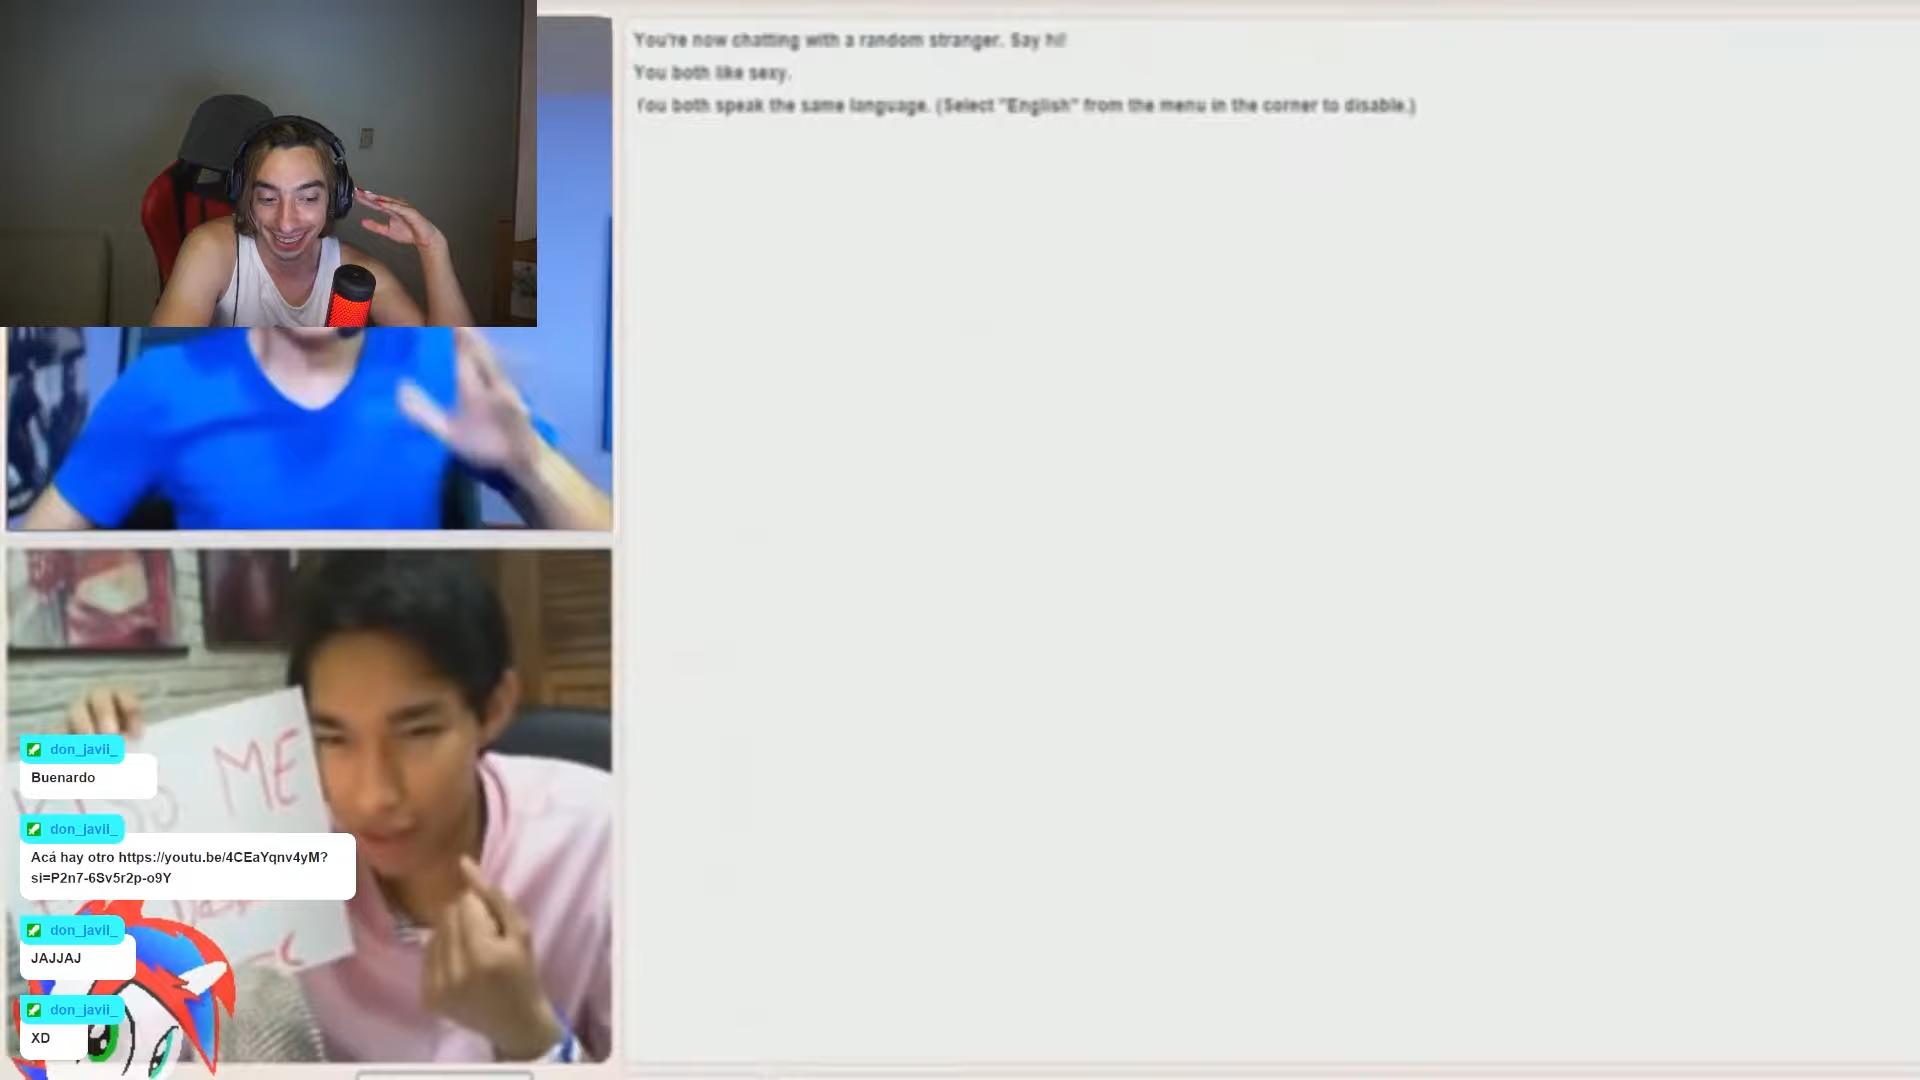 You're now chatting with a random stranger. Say hi!
You both like sexy.
You both speak the same language. (Select "English" from the menu in the corner to disable.)
ME
don_javii_
Buenardo
don_javii_
Acá hay otro https://youtu.be/4CEaYqnv4yM?
si=P2n7-6Sv5r2p-o9Y
don_javii_
JAJJAJ
don_javii_
XD